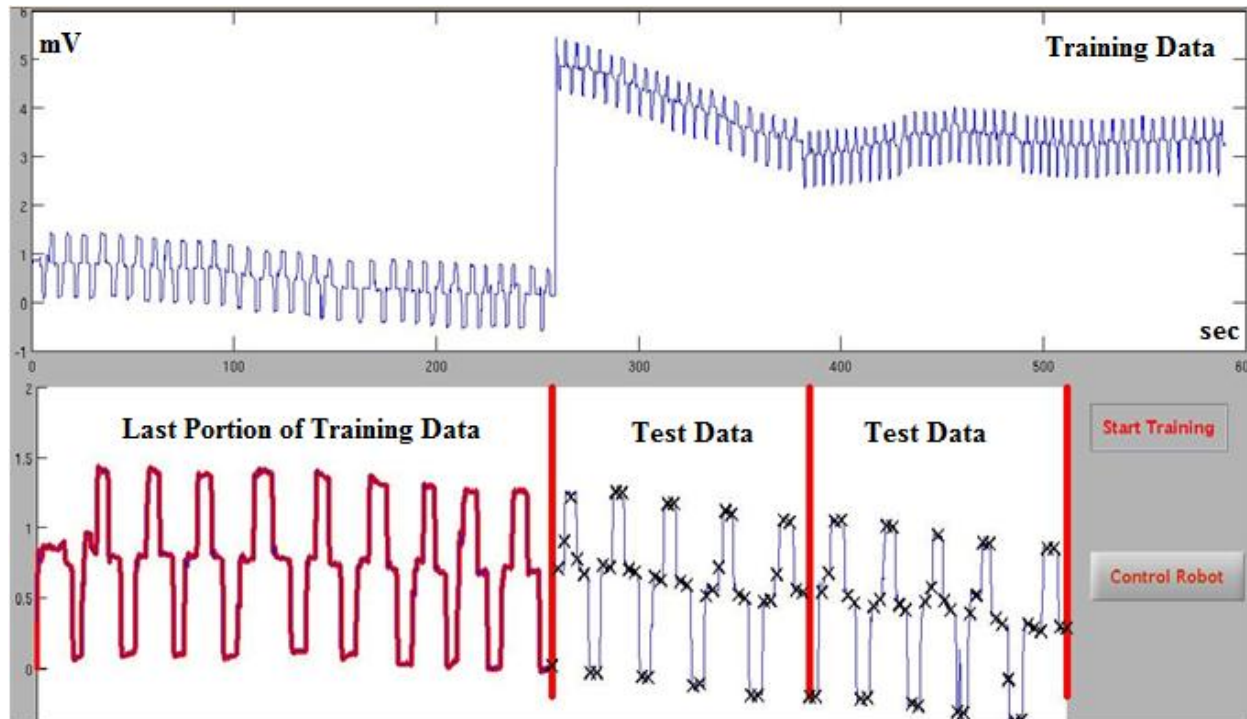 6
mV
Training Data
5
4
3
2
1
0
sec
-1
0 100 200 300 400 500 60
2
Last Portion of Training Data
Test Data
Test Data
Start Training
1.5
1
Control Robot
0.5
0